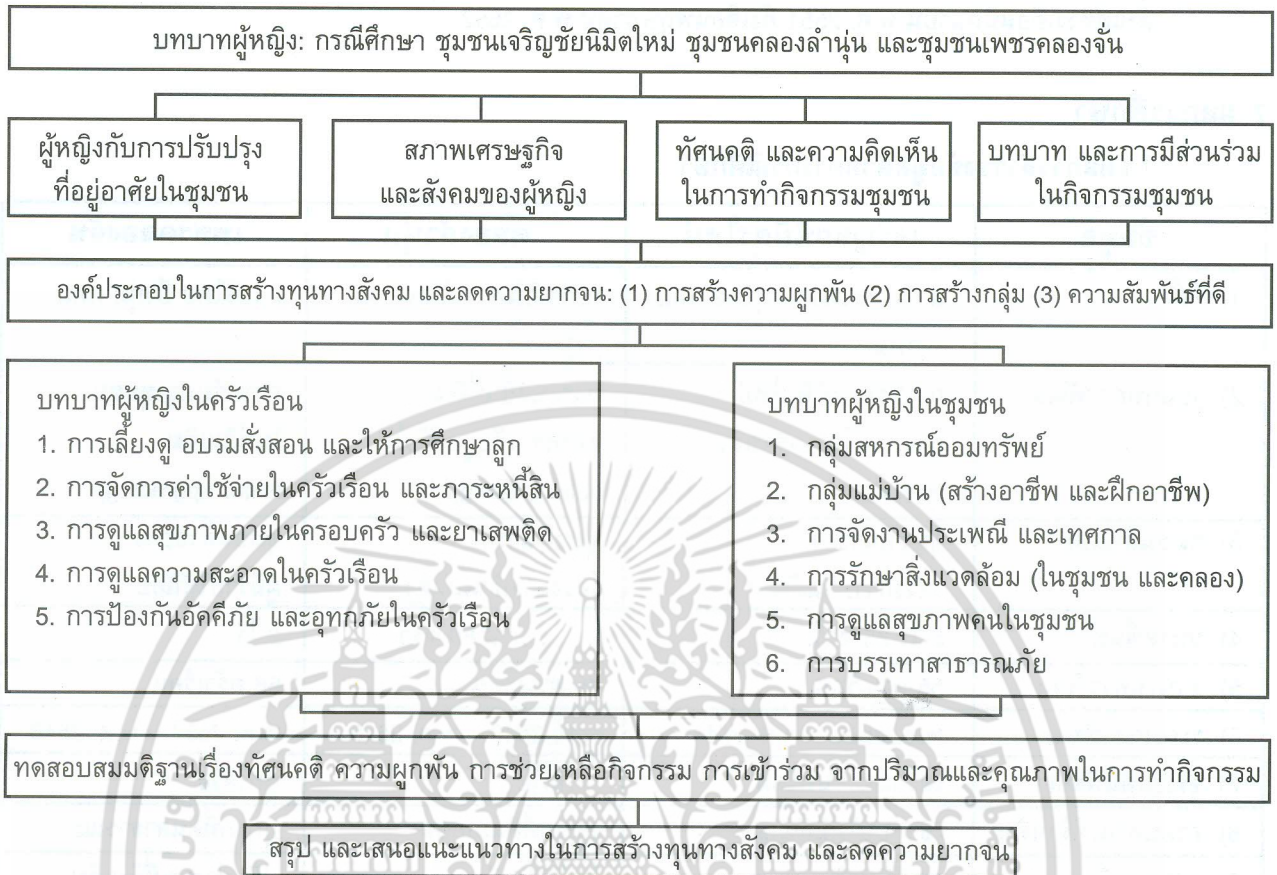 บทบาทผู้หญิง: กรณีศึกษา ชุมชนเจริญชัยนิมิตใหม่ ชุมชนคลองลำนุ่น และชุมชนเพชรคลองจั่น
ผู้หญิงกับการปรับปรุง
ที่อยู่อาศัยในชุมชน
สภาพเศรษฐกิจ
และสังคมของผู้หญิง
ทัศนคติ และความคิดเห็น
ในการทำกิจกรรมชุมชน
บทบาท และการมีส่วนร่วม
ในกิจกรรมชุมชน
องค์ประกอบในการสร้างทุนทางสังคม และลดความยากจน: (1) การสร้างความผูกพัน (2) การสร้างกลุ่ม (3) ความสัมพันธ์ที่ดี
บทบาทผู้หญิงในครัวเรือน
1. การเลี้ยงดู อบรมสั่งสอน และให้การศึกษาลูก
2. การจัดการค่าใช้จ่ายในครัวเรือน และภาระหนี้สิน
3. การดูแลสุขภาพภายในครอบครัว และยาเสพติด
4. การดูแลความสะอาดในครัวเรือน
5. การป้องกันอัคคีภัย และอุทกภัยในครัวเรือน
บทบาทผู้หญิงในชุมชน
1. กลุ่มสหกรณ์ออมทรัพย์
2. กลุ่มแม่บ้าน (สร้างอาชีพ และฝึกอาชีพ)
3. การจัดงานประเพณี และเทศกาล
4. การรักษาสิ่งแวดล้อม (ในชุมชน และคลอง)
5. การดูแลสุขภาพคนในชุมชน
6. การบรรเทาสาธารณภัย
ทดสอบสมมติฐานเรื่องทัศนคติ ความผูกพัน การช่วยเหลือกิจกรรม การเข้าร่วม จากปริมาณและคุณภาพในการทำกิจกรรม
สรุป และเสนอแนะแนวทางในการสร้างทุนทางสังคม และลดความยากจน